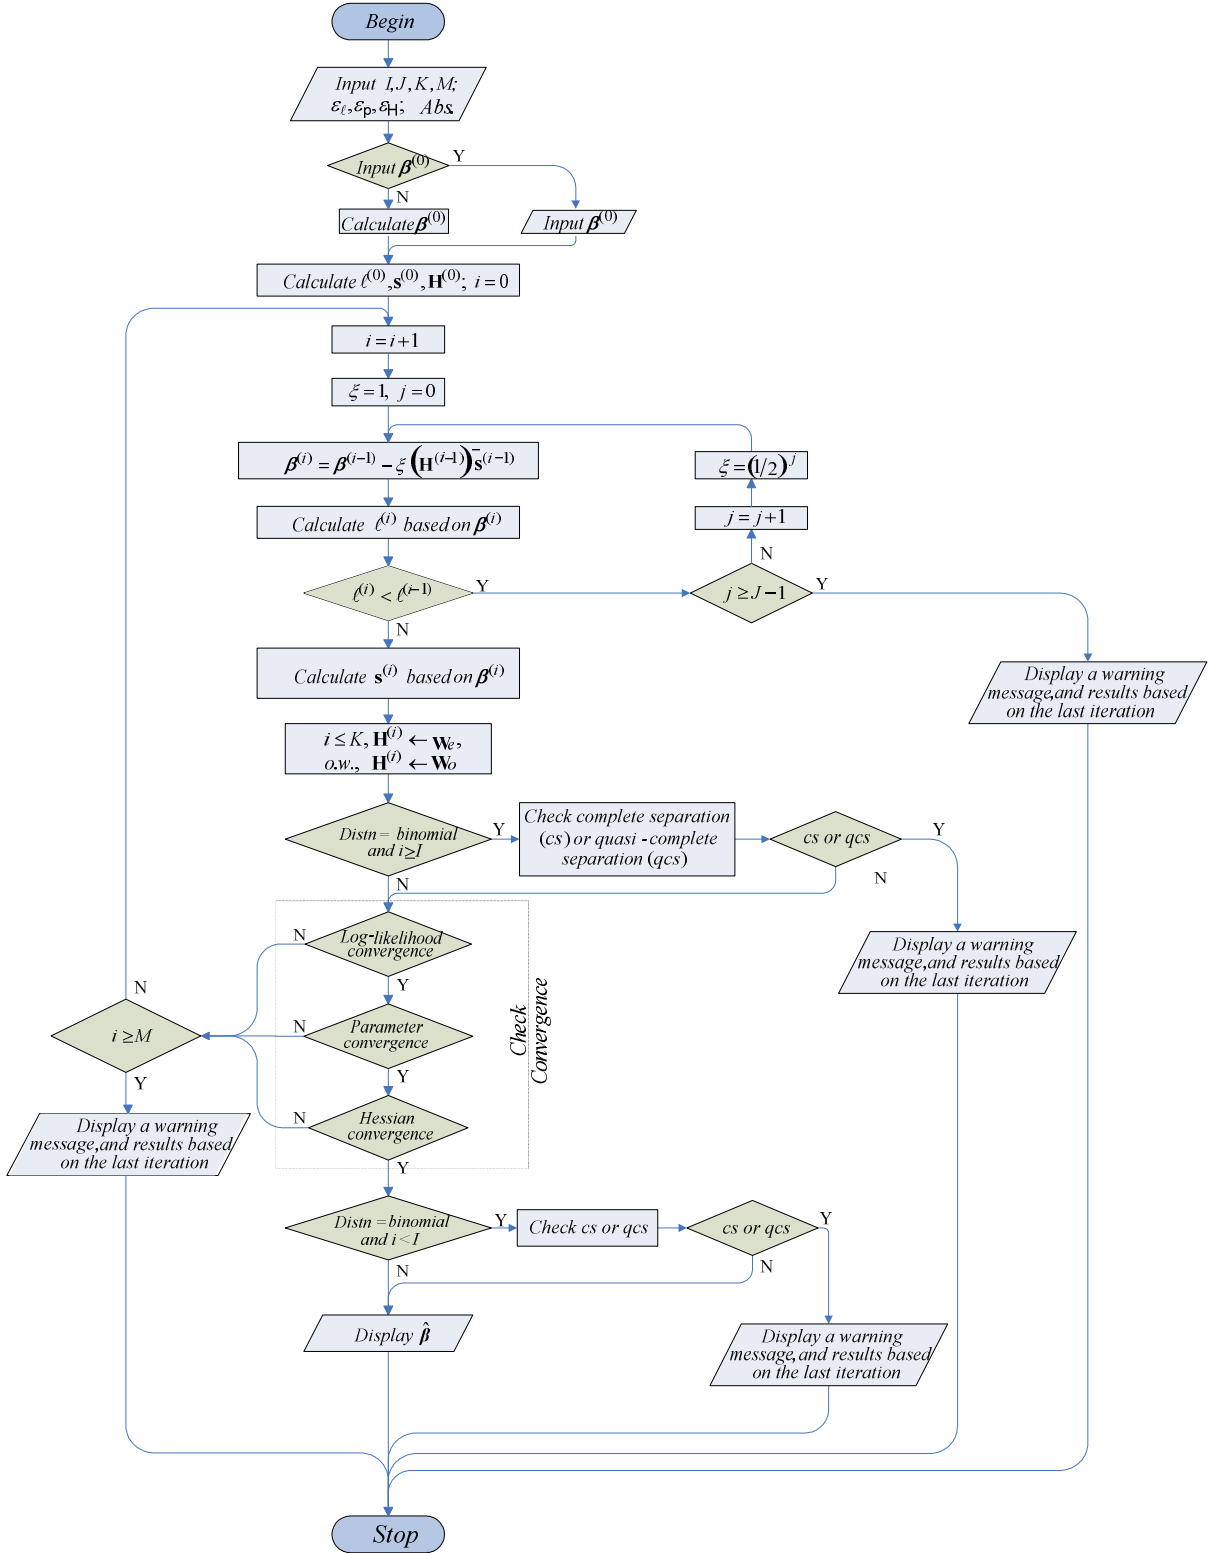 Begin
Input I, J, K, M;
εℓ, εp, εH; Abs.
Input β⁽⁰⁾
Y
N
Calculate β⁽⁰⁾
Input β⁽⁰⁾
Calculate ℓ⁽⁰⁾, s⁽⁰⁾, H⁽⁰⁾; i = 0
i = i+1
ξ = 1, j = 0
β⁽ⁱ⁾ = β⁽ⁱ⁻¹⁾ − ξ (H⁽ⁱ⁻¹⁾)⁻ s⁽ⁱ⁻¹⁾
ξ = (1/2)ʲ
Calculate ℓ⁽ⁱ⁾ based on β⁽ⁱ⁾
j = j+1
N
ℓ⁽ⁱ⁾ < ℓ⁽ⁱ⁻¹⁾
Y
j ≥ J−1
Y
N
Calculate s⁽ⁱ⁾ based on β⁽ⁱ⁾
Display a warning
message, and results based
on the last iteration
i ≤ K, H⁽ⁱ⁾ ← We,
o.w., H⁽ⁱ⁾ ← Wo
Distn = binomial
and i≥I
Y
Check complete separation
(cs) or quasi-complete
separation (qcs)
cs or qcs
Y
N
N
Log-likelihood
convergence
N
Display a warning
message, and results based
on the last iteration
Y
Check
Convergence
N
i ≥ M
Parameter
convergence
N
Y
Y
Hessian
convergence
N
Display a warning
message, and results based
on the last iteration
Y
Distn = binomial
and i < I
Y
Check cs or qcs
cs or qcs
Y
N
N
Display β̂
Display a warning
message, and results based
on the last iteration
Stop